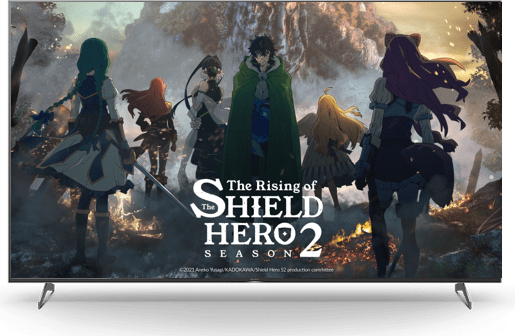 The Rising of
The SHIELD
HERO 2
SEASON
©2021 Aneko Yusagi/KADOKAWA/Shield Hero S2 production committee